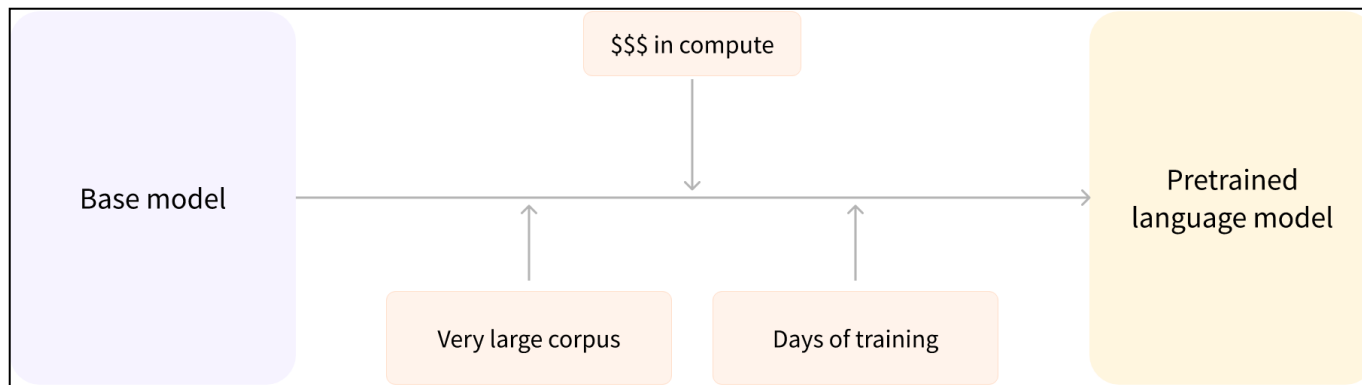 $$$ in compute
Base model
Pretrained
language model
Very large corpus
Days of training